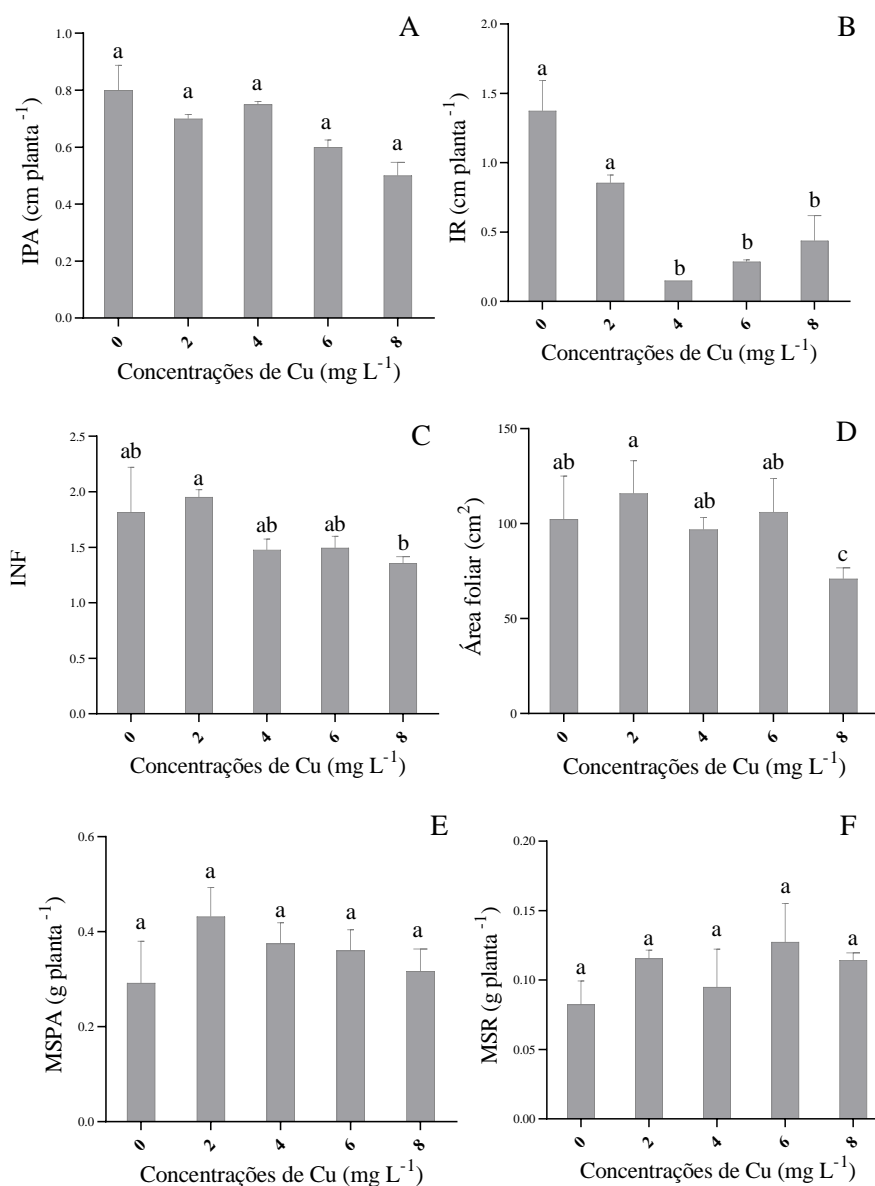 A
IPA (cm planta -1)
1.0
0.8
0.6
0.4
0.2
0.0
a
a
a
a
a
0
2
4
6
8
Concentrações de Cu (mg L-1)
B
IR (cm planta -1)
2.0
1.5
1.0
0.5
0.0
a
a
b
b
b
0
2
4
6
8
Concentrações de Cu (mg L-1)
C
INF
2.5
2.0
1.5
1.0
0.5
0.0
ab
a
ab
ab
b
0
2
4
6
8
Concentrações de Cu (mg L-1)
D
Área foliar (cm2)
150
100
50
0
ab
a
ab
ab
c
0
2
4
6
8
Concentrações de Cu (mg L-1)
E
MSPA (g planta -1)
0.6
0.4
0.2
0.0
a
a
a
a
a
0
2
4
6
8
Concentrações de Cu (mg L-1)
F
MSR (g planta -1)
0.20
0.15
0.10
0.05
0.00
a
a
a
a
a
0
2
4
6
8
Concentrações de Cu (mg L-1)